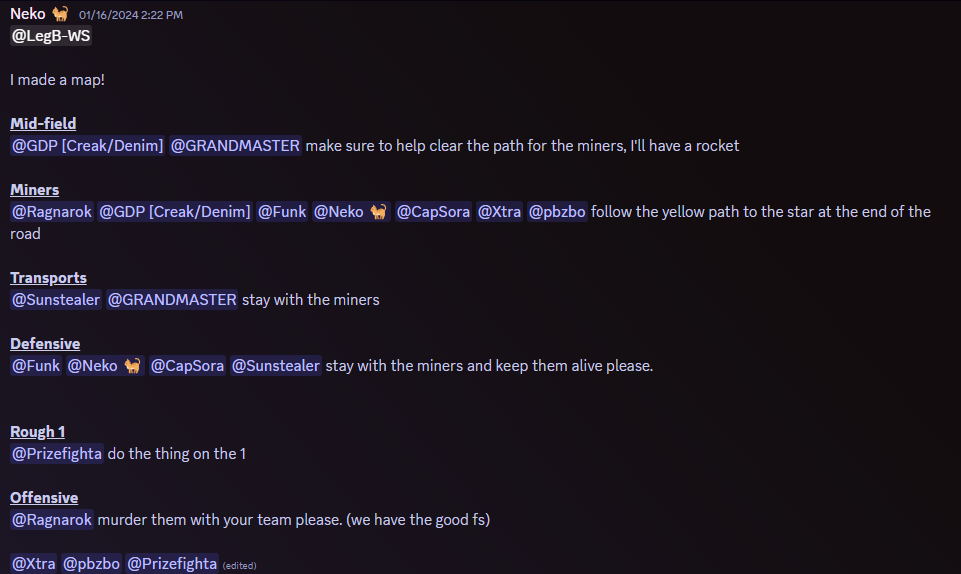 Neko 🐈 01/16/2024 2:22 PM
@LegB-WS
I made a map!
Mid-field
@GDP [Creak/Denim] @GRANDMASTER make sure to help clear the path for the miners, I'll have a rocket
Miners
@Ragnarok @GDP [Creak/Denim] @Funk @Neko 🐈 @CapSora @Xtra @pbzbo follow the yellow path to the star at the end of the
road
Transports
@Sunstealer @GRANDMASTER stay with the miners
Defensive
@Funk @Neko 🐈 @CapSora @Sunstealer stay with the miners and keep them alive please.
Rough 1
@Prizefighta do the thing on the 1
Offensive
@Ragnarok murder them with your team please. (we have the good fs)
@Xtra @pbzbo @Prizefighta (edited)